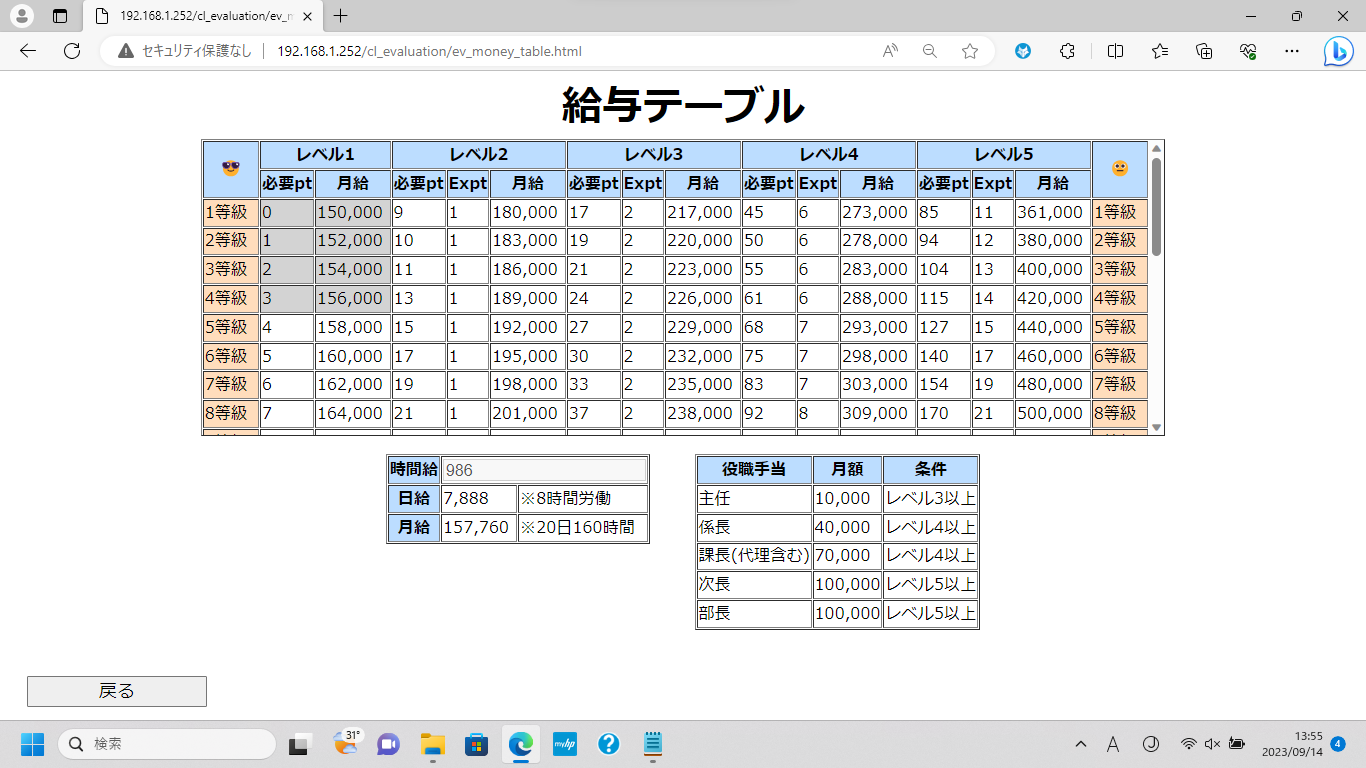 192.168.1.252/cl_evaluation/ev_m
セキュリティ保護なし 192.168.1.252/cl_evaluation/ev_money_table.html
給与テーブル
レベル1 レベル2 レベル3 レベル4 レベル5
必要pt 月給 必要pt Expt 月給 必要pt Expt 月給 必要pt Expt 月給 必要pt Expt 月給
1等級 0 150,000 9 1 180,000 17 2 217,000 45 6 273,000 85 11 361,000 1等級
2等級 1 152,000 10 1 183,000 19 2 220,000 50 6 278,000 94 12 380,000 2等級
3等級 2 154,000 11 1 186,000 21 2 223,000 55 6 283,000 104 13 400,000 3等級
4等級 3 156,000 13 1 189,000 24 2 226,000 61 6 288,000 115 14 420,000 4等級
5等級 4 158,000 15 1 192,000 27 2 229,000 68 7 293,000 127 15 440,000 5等級
6等級 5 160,000 17 1 195,000 30 2 232,000 75 7 298,000 140 17 460,000 6等級
7等級 6 162,000 19 1 198,000 33 2 235,000 83 7 303,000 154 19 480,000 7等級
8等級 7 164,000 21 1 201,000 37 2 238,000 92 8 309,000 170 21 500,000 8等級
時間給 986
日給 7,888 ※8時間労働
月給 157,760 ※20日160時間
役職手当 月額 条件
主任 10,000 レベル3以上
係長 40,000 レベル4以上
課長(代理含む) 70,000 レベル4以上
次長 100,000 レベル5以上
部長 100,000 レベル5以上
戻る
検索
31°
myhp
A
13:55
2023/09/14
4